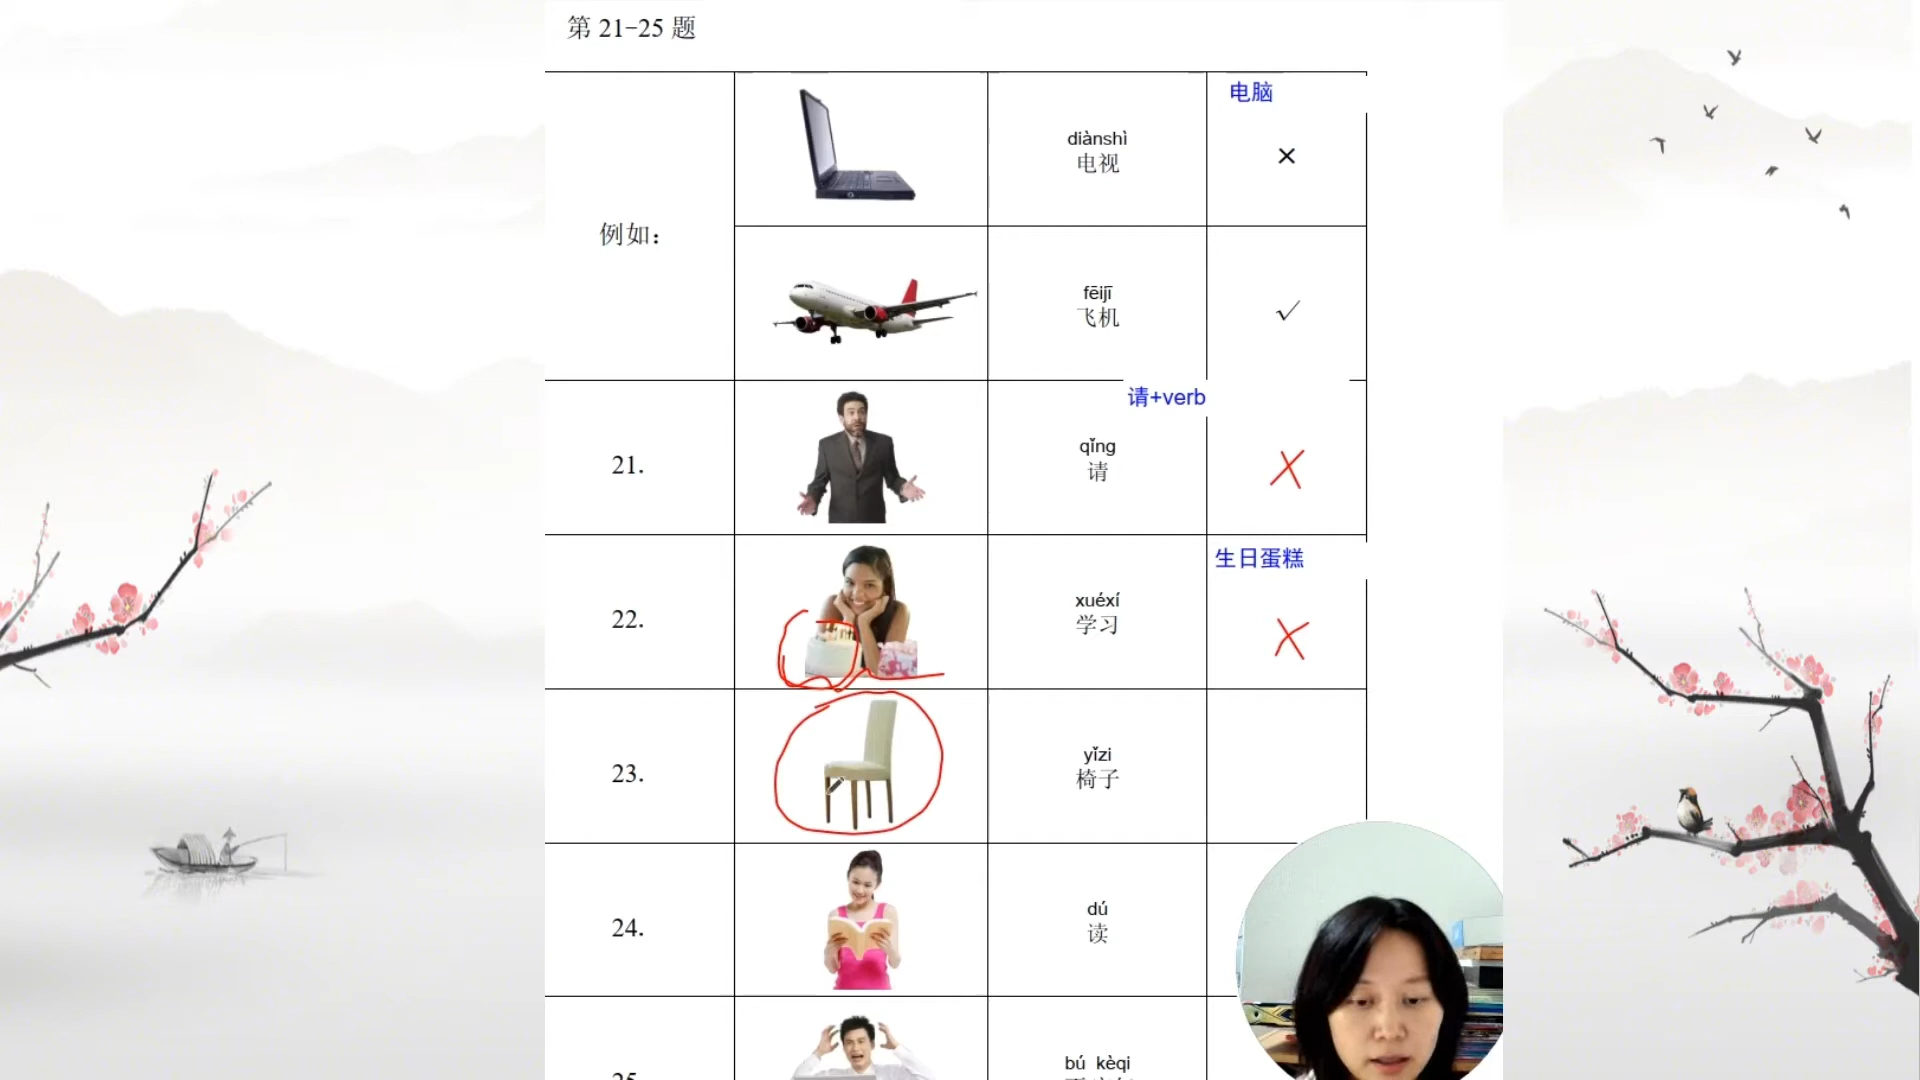 第 21-25 题
例如：
diànshì
电视
电脑
×
fēijī
飞机
√
21.
qǐng
请
请+verb
X
22.
xuéxí
学习
生日蛋糕
X
23.
yǐzi
椅子
24.
dú
读
bú kèqi